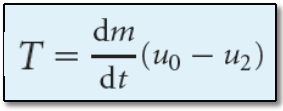 T = dm/dt (u₀ − u₂)